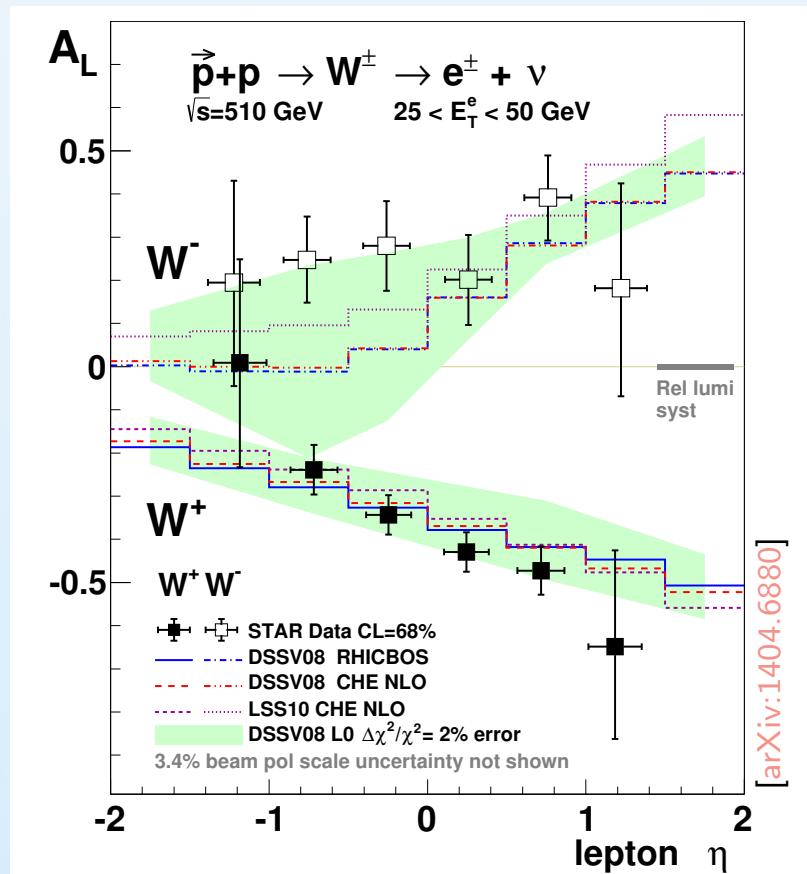 A_L
p⃗+p → W± → e± + ν
√s=510 GeV 25 < E_T^e < 50 GeV
0.5
W-
0
Rel lumi
syst
W+
-0.5
W+ W-
STAR Data CL=68%
DSSV08 RHICBOS
DSSV08 CHE NLO
LSS10 CHE NLO
DSSV08 L0 Δχ²/χ²= 2% error
3.4% beam pol scale uncertainty not shown
-2 -1 0 1 2
lepton η
[arXiv:1404.6880]